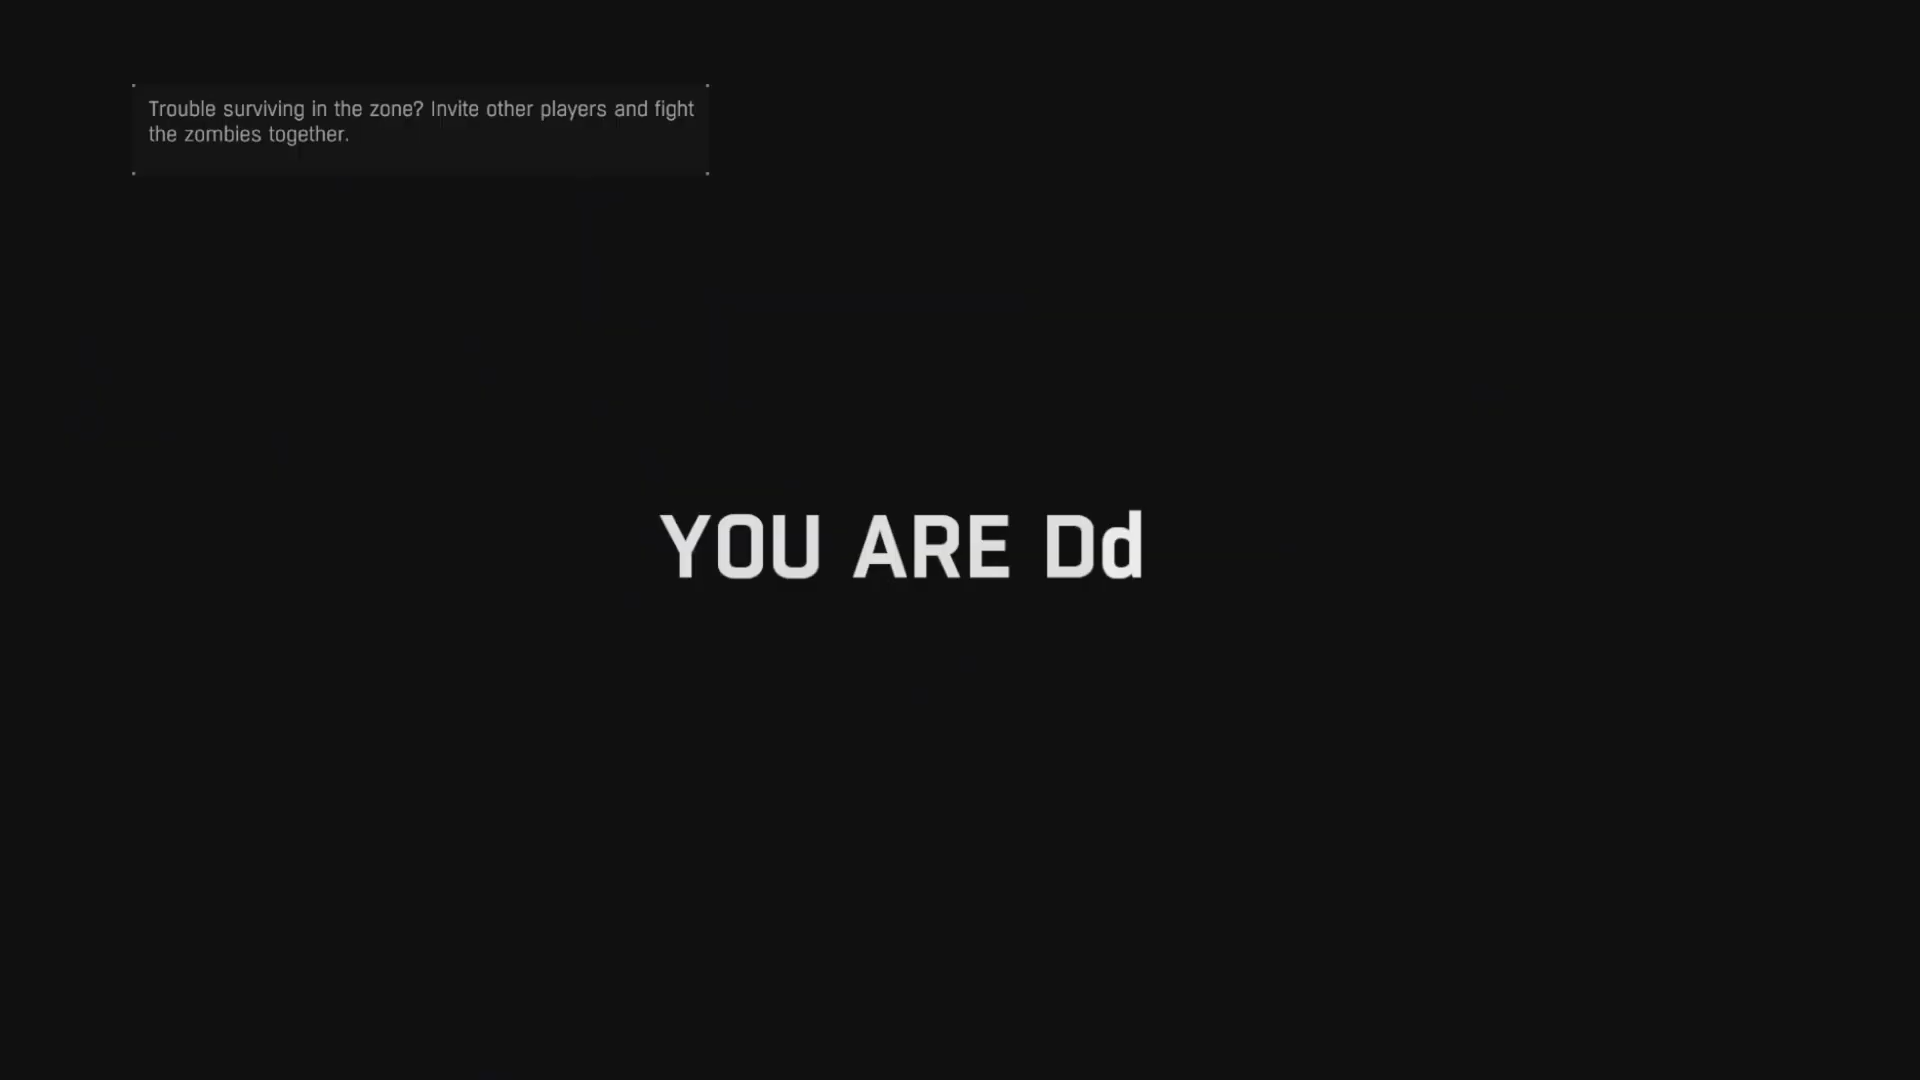 Trouble surviving in the zone? Invite other players and fight
the zombies together.
YOU ARE Dd